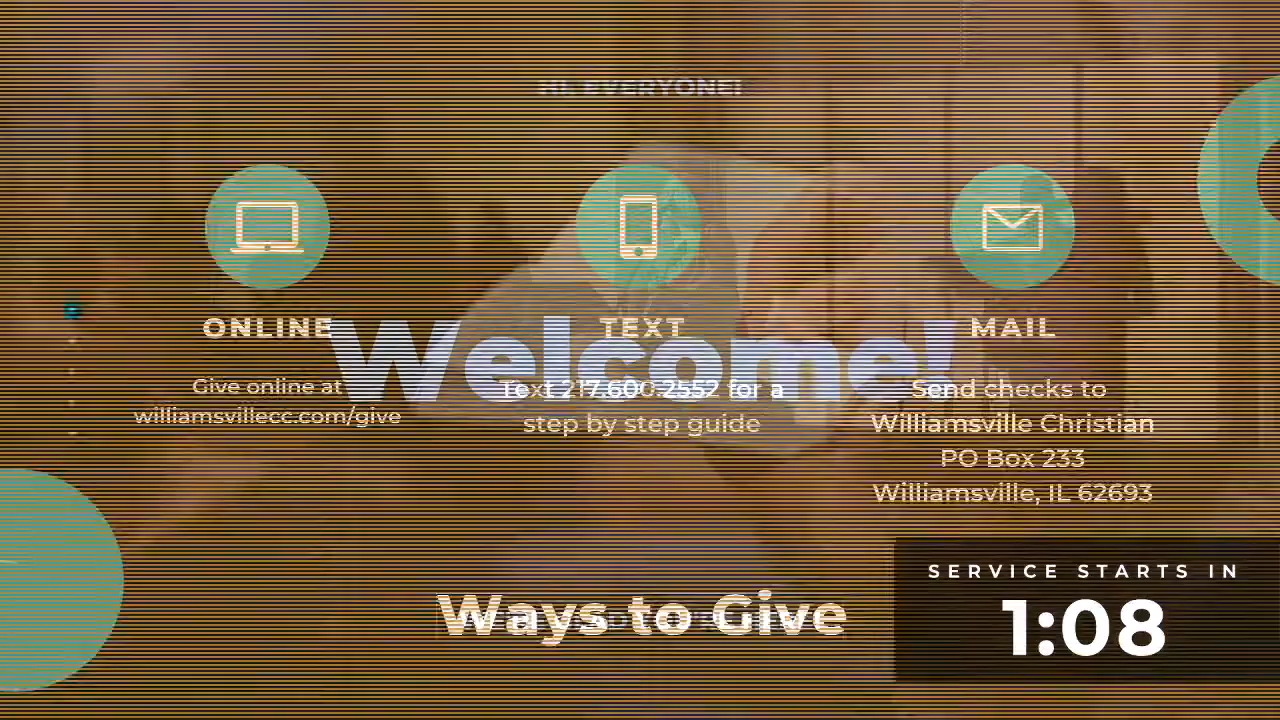 HI, EVERYONE!
ONLINE
TEXT
MAIL
Welcome!
Give online at
williamsvillecc.com/give
Text 217.600.2552 for a
step by step guide
Send checks to
Williamsville Christian
PO Box 233
Williamsville, IL 62693
SERVICE STARTS IN
1:08
Ways to Give